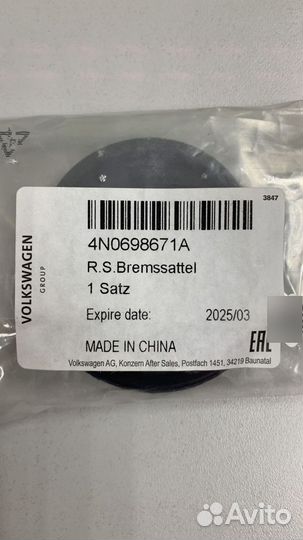 3847
VOLKSWAGEN
GROUP
4N0698671A
R.S.Bremssattel
1 Satz
Expire date: 2025/03
MADE IN CHINA
EAC
Volkswagen AG, Konzern After Sales, Postfach 1451, 34219 Baunatal
Avito